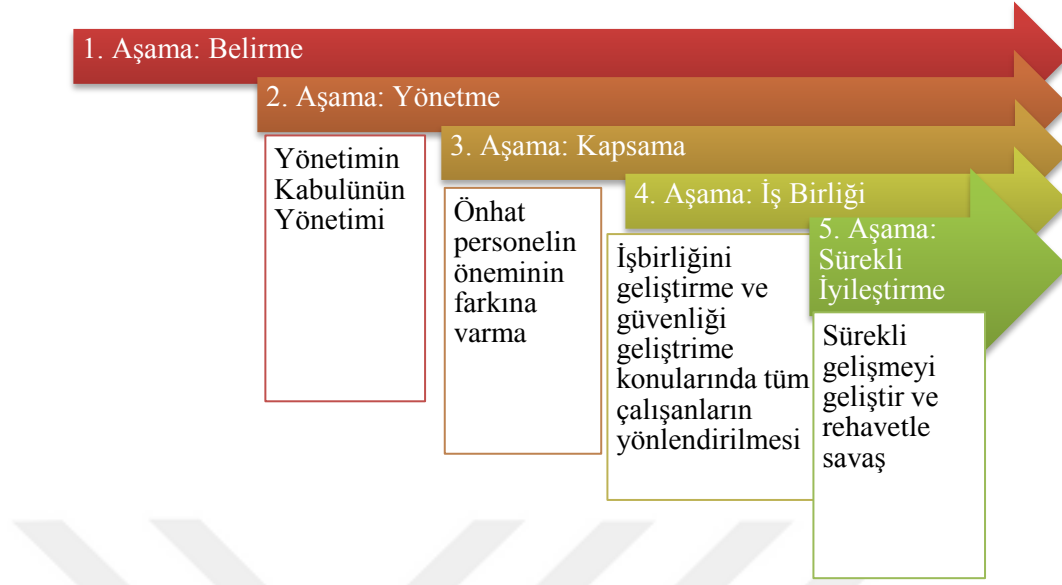 1. Aşama: Belirme
2. Aşama: Yönetme
Yönetimin
Kabulünün
Yönetimi
3. Aşama: Kapsama
Önhat
personelin
öneminin
farkına
varma
4. Aşama: İş Birliği
İşbirliğini
geliştirme ve
güvenliği
geliştrime
konularında tüm
çalışanların
yönlendirilmesi
5. Aşama:
Sürekli
İyileştirme
Sürekli
gelişmeyi
geliştir ve
rehavetle
savaş